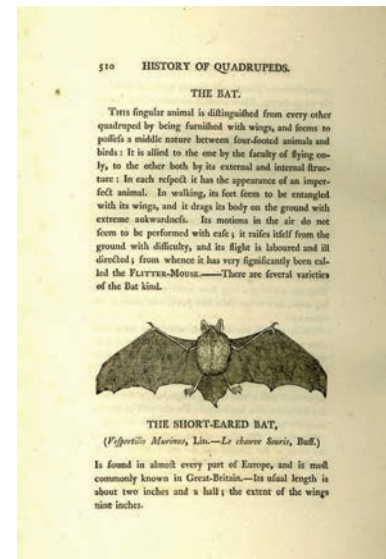 510 HISTORY OF QUADRUPEDS.
THE BAT.
THIS ſingular animal is diſtinguiſhed from every other
quadruped by being furniſhed with wings, and ſeems to
poſſeſs a middle nature between four-footed animals and
birds: It is allied to the one by the faculty of flying on-
ly, to the other both by its external and internal ſtruc-
ture: In each reſpect it has the appearance of an imper-
fect animal. In walking, its feet ſeem to be entangled
with its wings, and it drags its body on the ground with
extreme aukwardneſs. Its motions in the air do not
ſeem to be performed with eaſe; it raiſes itſelf from the
ground with difficulty, and its flight is laboured and ill
directed; from whence it has very ſignificantly been cal-
led the FLITTER-MOUSE.——There are ſeveral varieties
of the Bat kind.
THE SHORT-EARED BAT,
(Veſpertilio Murinus, Lin.—Le chauve Souris, Buff.)
Is found in almoſt every part of Europe, and is moſt
commonly known in Great-Britain.—Its uſual length is
about two inches and a half; the extent of the wings
nine inches.